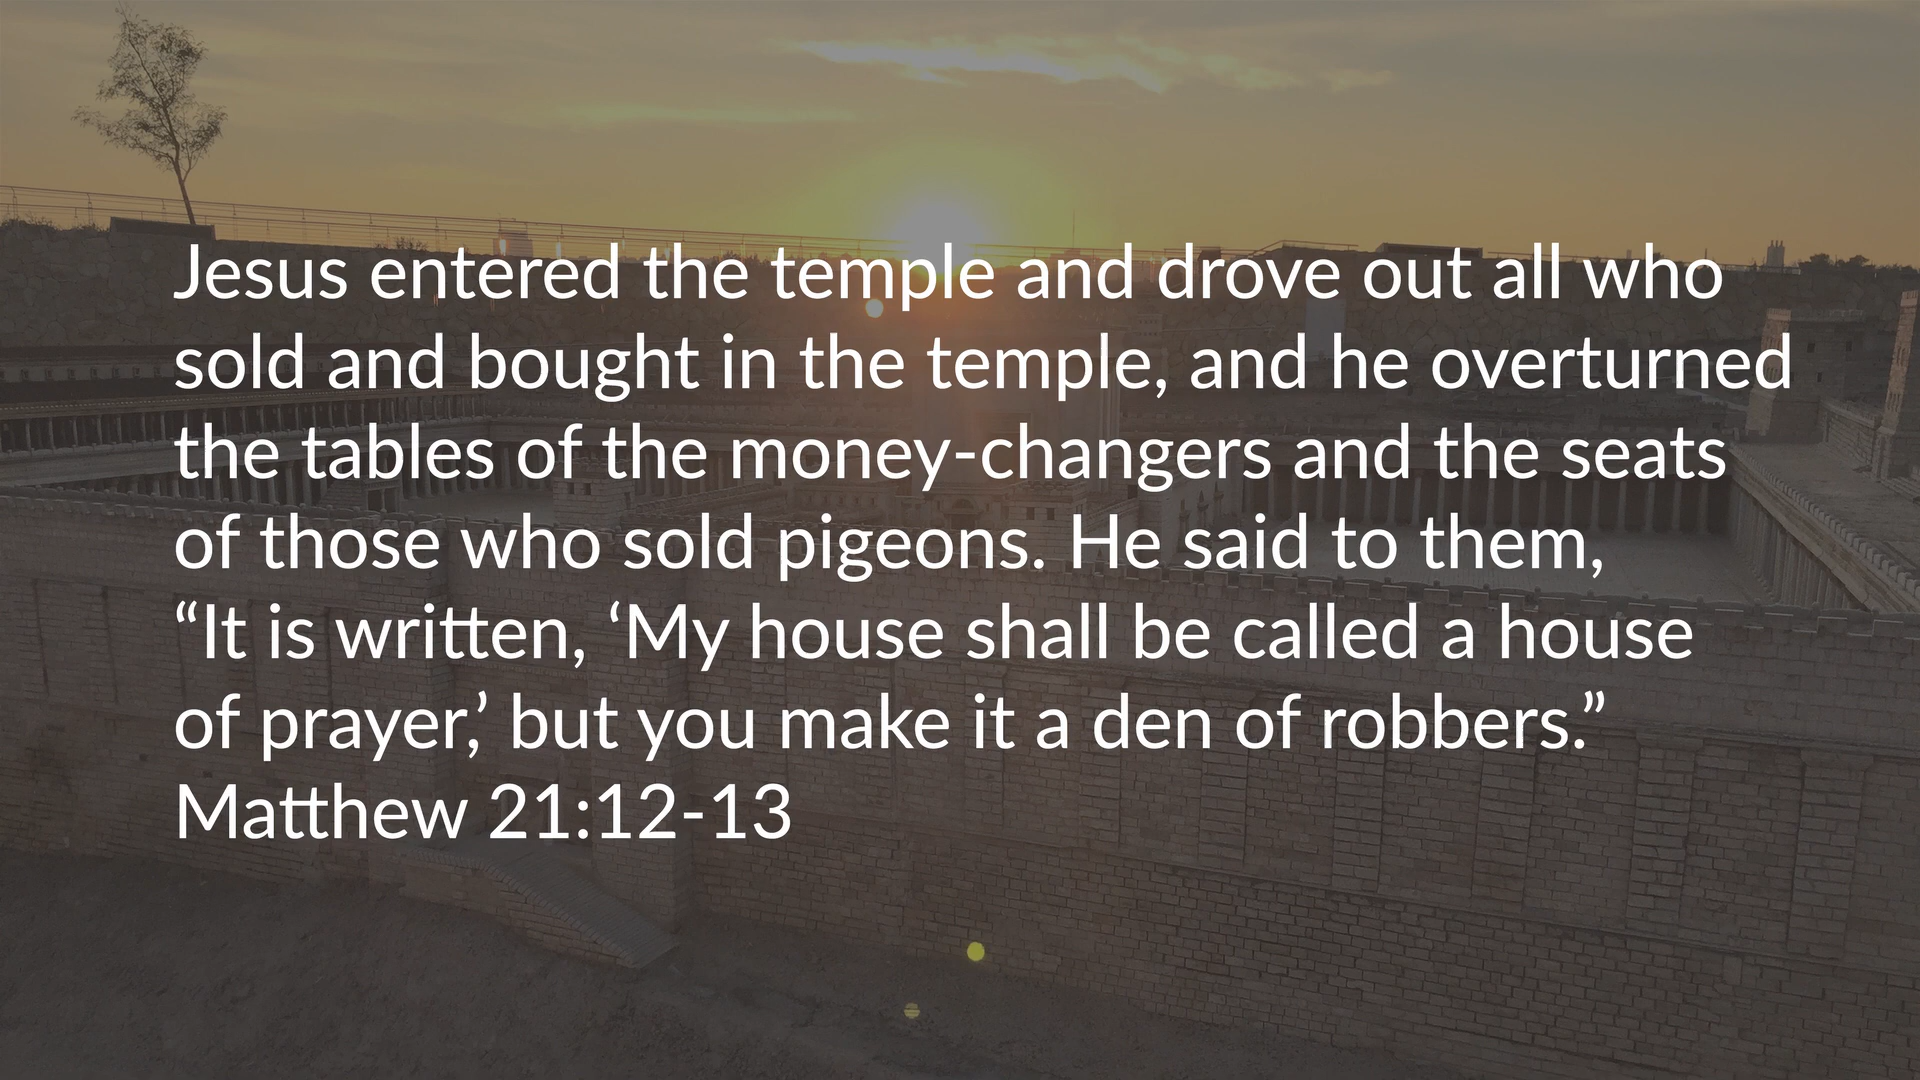 Jesus entered the temple and drove out all who
sold and bought in the temple, and he overturned
the tables of the money-changers and the seats
of those who sold pigeons. He said to them,
“It is written, ‘My house shall be called a house
of prayer,’ but you make it a den of robbers.”
Matthew 21:12-13